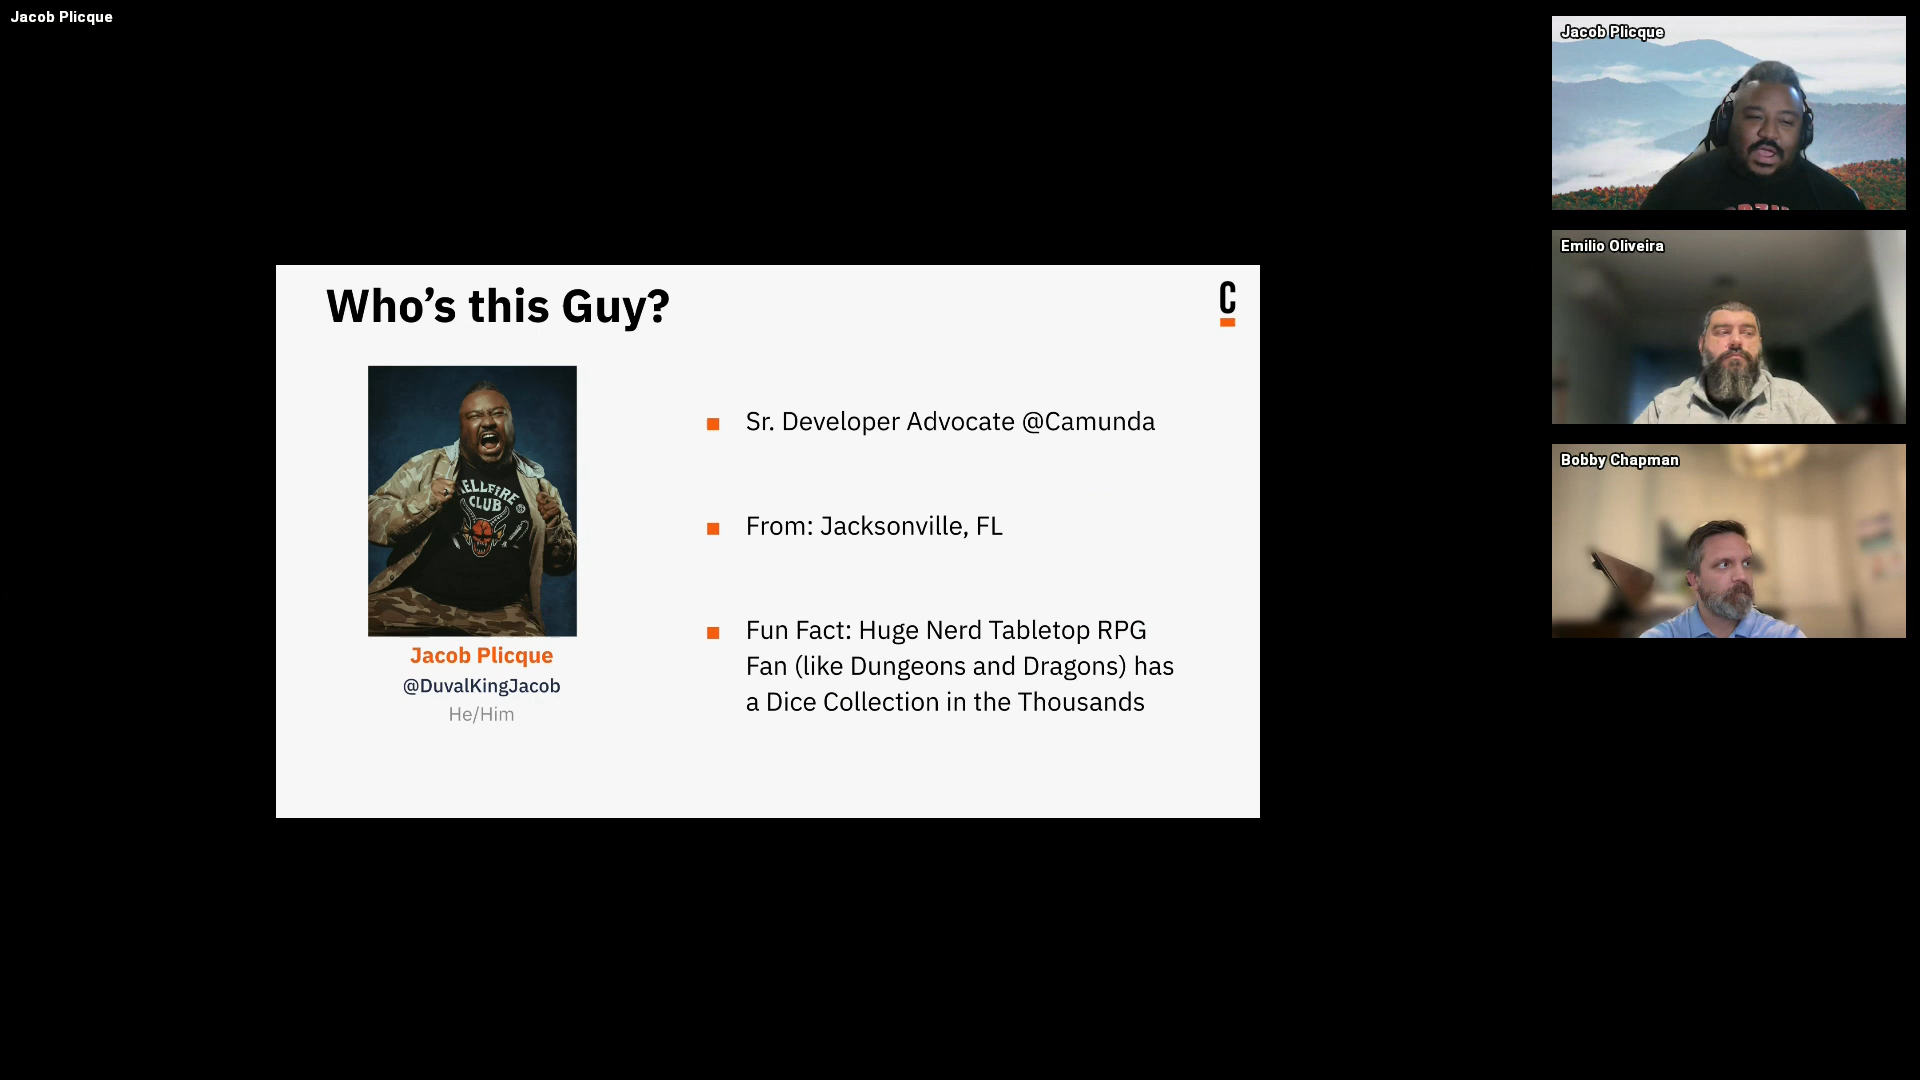 Jacob Plicque
Jacob Plicque
Emilio Oliveira
Bobby Chapman
Who's this Guy?
C
HELLFIRE
CLUB
Jacob Plicque
@DuvalKingJacob
He/Him
Sr. Developer Advocate @Camunda
From: Jacksonville, FL
Fun Fact: Huge Nerd Tabletop RPG
Fan (like Dungeons and Dragons) has
a Dice Collection in the Thousands